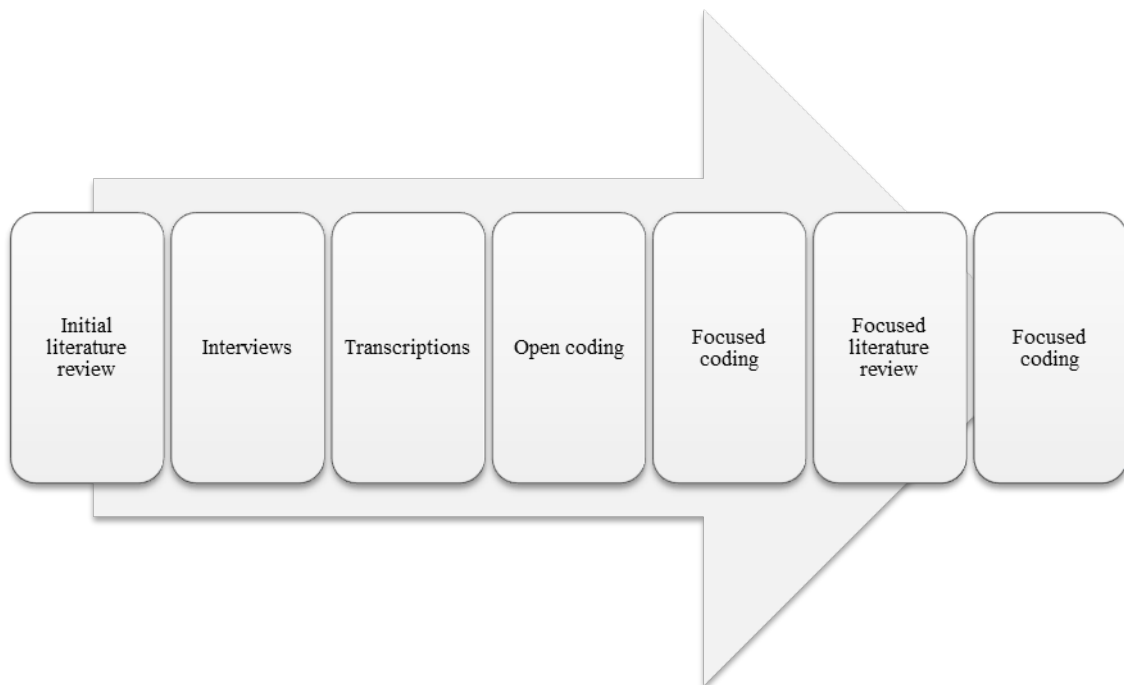 Initial
literature
review
Interviews
Transcriptions
Open coding
Focused
coding
Focused
literature
review
Focused
coding